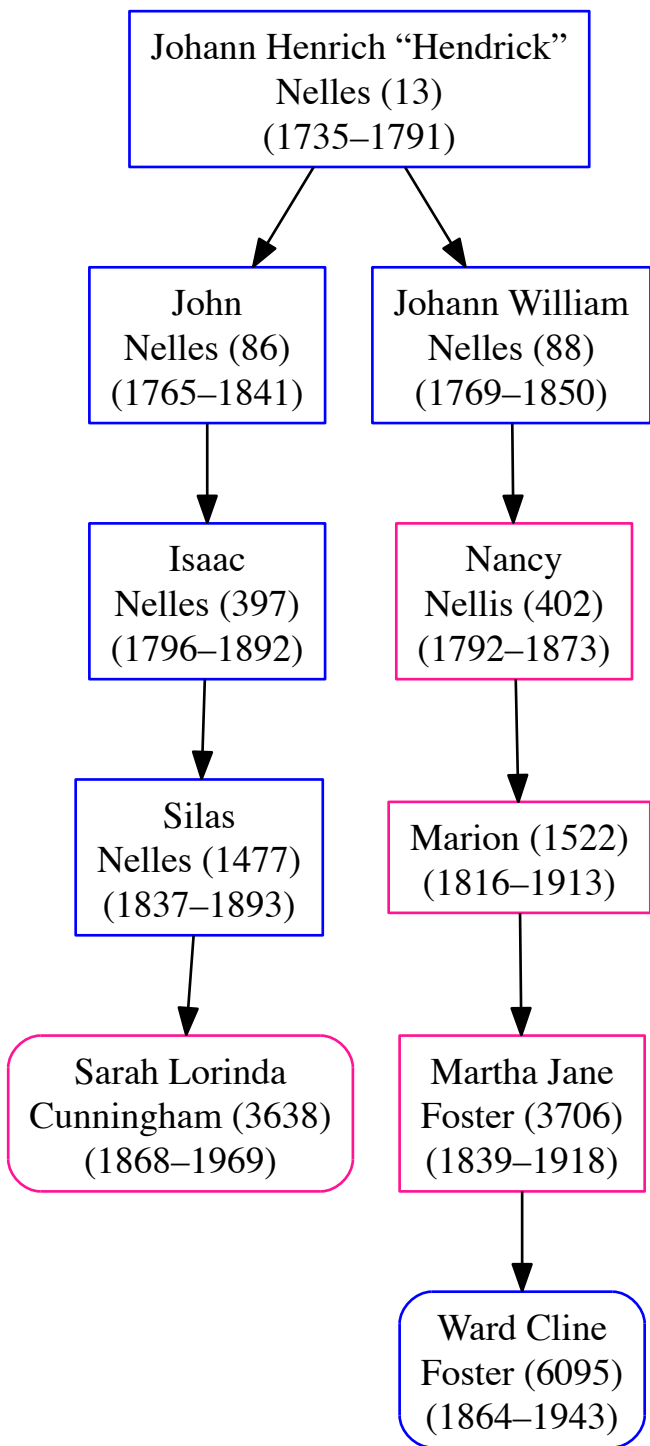 Johann Henrich “Hendrick”
Nelles (13)
(1735–1791)
John
Nelles (86)
(1765–1841)
Johann William
Nelles (88)
(1769–1850)
Isaac
Nelles (397)
(1796–1892)
Nancy
Nellis (402)
(1792–1873)
Silas
Nelles (1477)
(1837–1893)
Marion (1522)
(1816–1913)
Sarah Lorinda
Cunningham (3638)
(1868–1969)
Martha Jane
Foster (3706)
(1839–1918)
Ward Cline
Foster (6095)
(1864–1943)